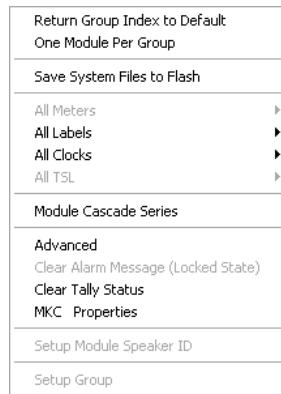 Return Group Index to Default
One Module Per Group
Save System Files to Flash
All Meters
All Labels
All Clocks
All TSL
Module Cascade Series
Advanced
Clear Alarm Message (Locked State)
Clear Tally Status
MKC Properties
Setup Module Speaker ID
Setup Group